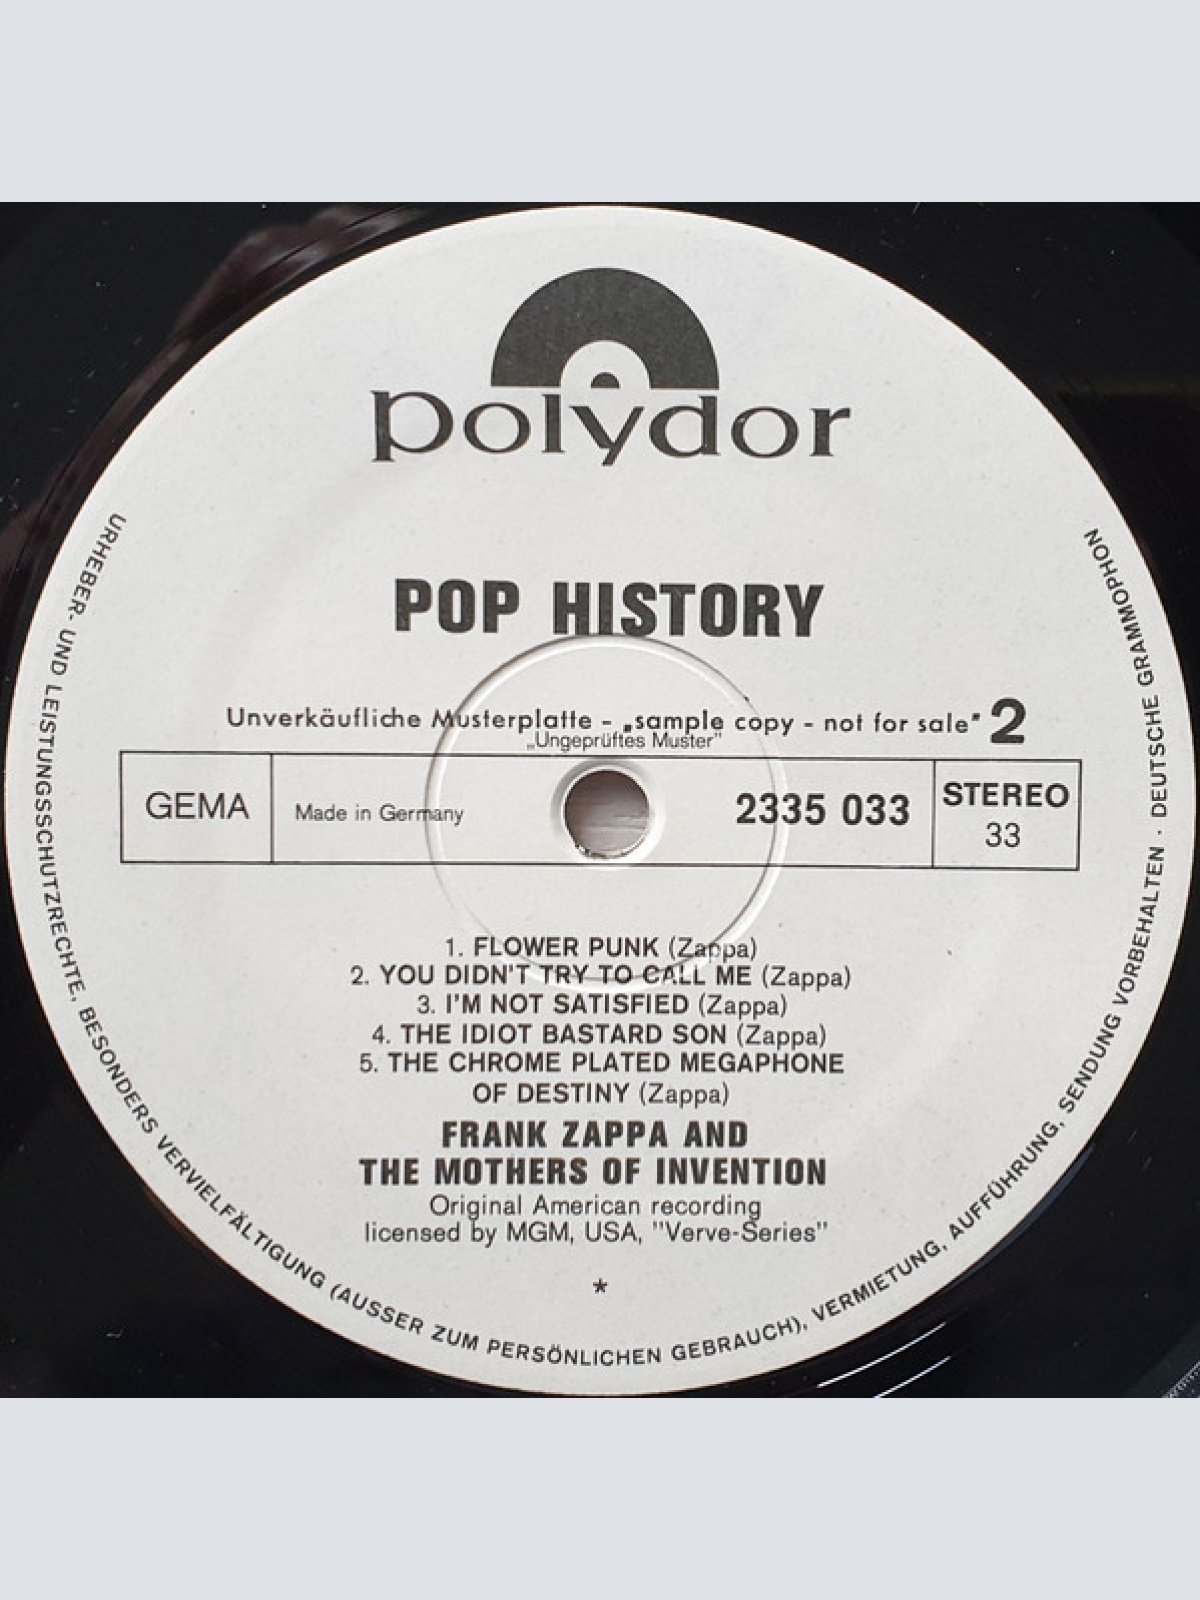 polydor
POP HISTORY
Unverkäufliche Musterplatte - „sample copy - not for sale" 2
„Ungeprüftes Muster"
GEMA Made in Germany 2335 033 STEREO
33
1. FLOWER PUNK (Zappa)
2. YOU DIDN'T TRY TO CALL ME (Zappa)
3. I'M NOT SATISFIED (Zappa)
4. THE IDIOT BASTARD SON (Zappa)
5. THE CHROME PLATED MEGAPHONE
OF DESTINY (Zappa)
FRANK ZAPPA AND
THE MOTHERS OF INVENTION
Original American recording
licensed by MGM, USA, "Verve-Series"
*
URHEBER- UND LEISTUNGSSCHUTZRECHTE, BESONDERS VERVIELFÄLTIGUNG (AUSSER ZUM PERSÖNLICHEN GEBRAUCH), VERMIETUNG, AUFFÜHRUNG, SENDUNG VORBEHALTEN · DEUTSCHE GRAMMOPHON